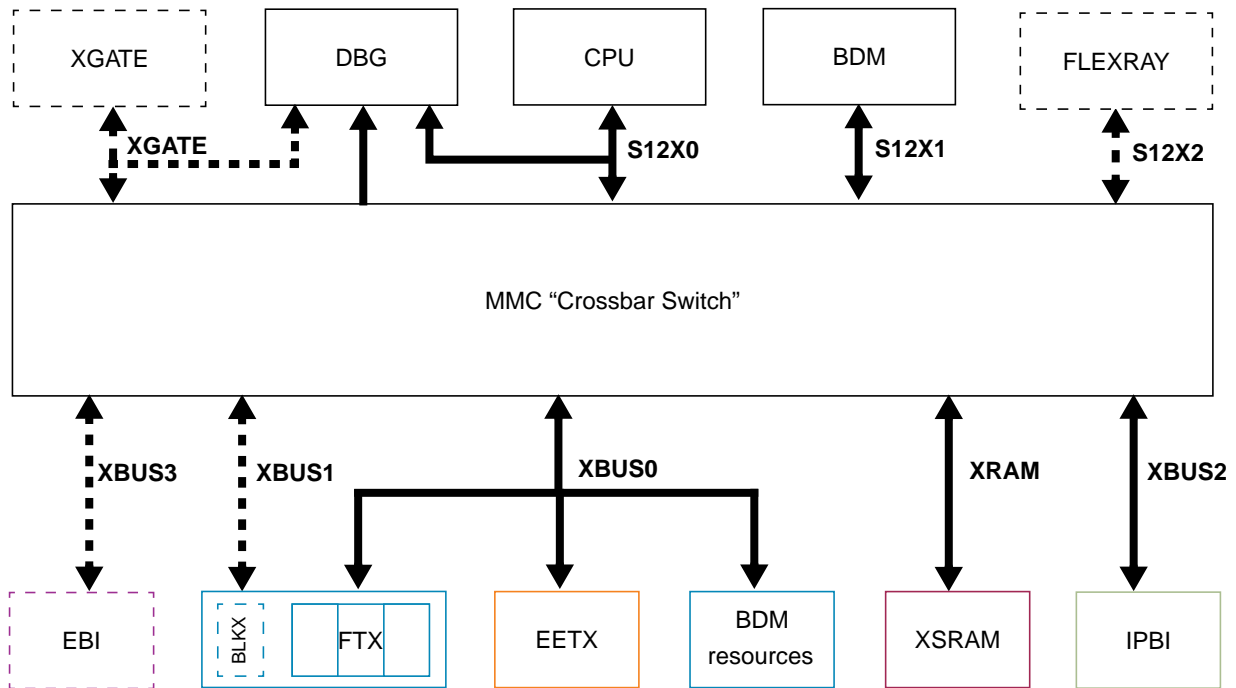 XGATE
DBG
CPU
BDM
FLEXRAY
XGATE
S12X0
S12X1
S12X2
MMC “Crossbar Switch”
XBUS3
XBUS1
XBUS0
XRAM
XBUS2
EBI
BLKX
FTX
EETX
BDM
resources
XSRAM
IPBI